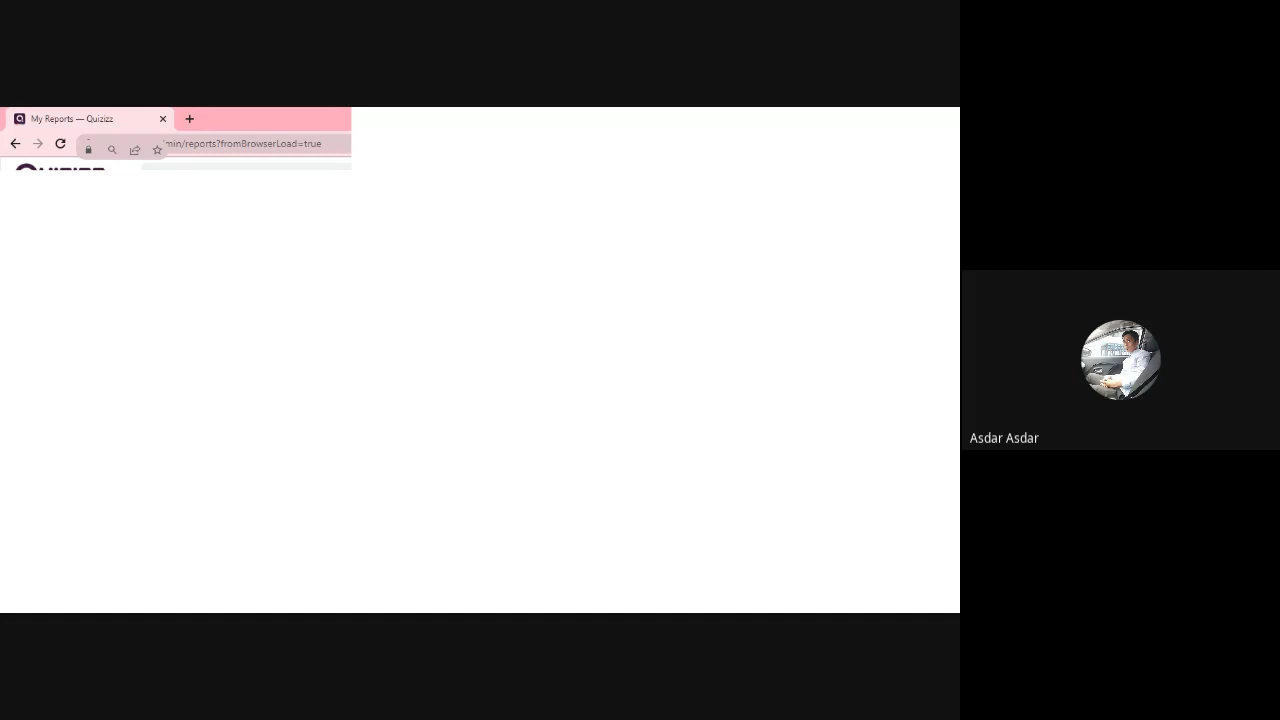 My Reports — Quizizz
min/reports?fromBrowserLoad=true
Asdar Asdar